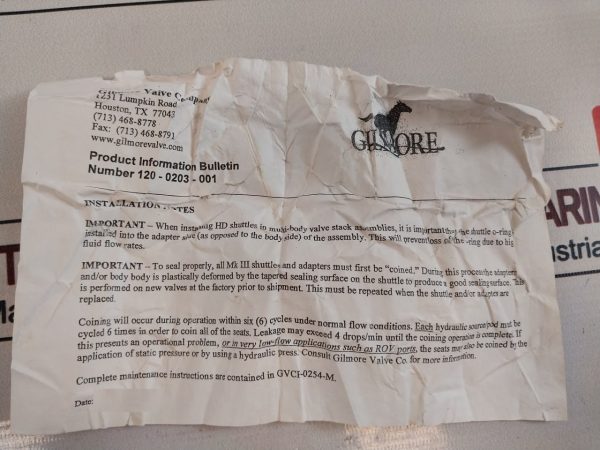 Valve Company
1231 Lumpkin Road
Houston, TX 77043
(713) 468-8778
Fax: (713) 468-8791
www.gilmorevalve.com
GILMORE
Product Information Bulletin
Number 120 - 0203 - 001
INSTALLATION NOTES
IMPORTANT – When installing HD shuttles in multi-body valve stack assemblies, it is important that the shuttle o-ring
installed into the adapter side (as opposed to the body side) of the assembly. This will prevent loss of the ring due to hig
fluid flow rates.
IMPORTANT – To seal properly, all Mk III shuttles and adapters must first be "coined." During this process the adapters
and/or body body is plastically deformed by the tapered sealing surface on the shuttle to produce a good sealing surface. This
is performed on new valves at the factory prior to shipment. This must be repeated when the shuttle and/or adapters are
replaced.
Coining will occur during operation within six (6) cycles under normal flow conditions. Each hydraulic source port must be
cycled 6 times in order to coin all of the seats. Leakage may exceed 4 drops/min until the coining operation is complete. If
this presents an operational problem, or in very low-flow applications such as ROV ports, the seats may also be coined by the
application of static pressure or by using a hydraulic press. Consult Gilmore Valve Co. for more information.
Complete maintenance instructions are contained in GVCI-0254-M.
Date:
ARIN
ustria
T
Ma